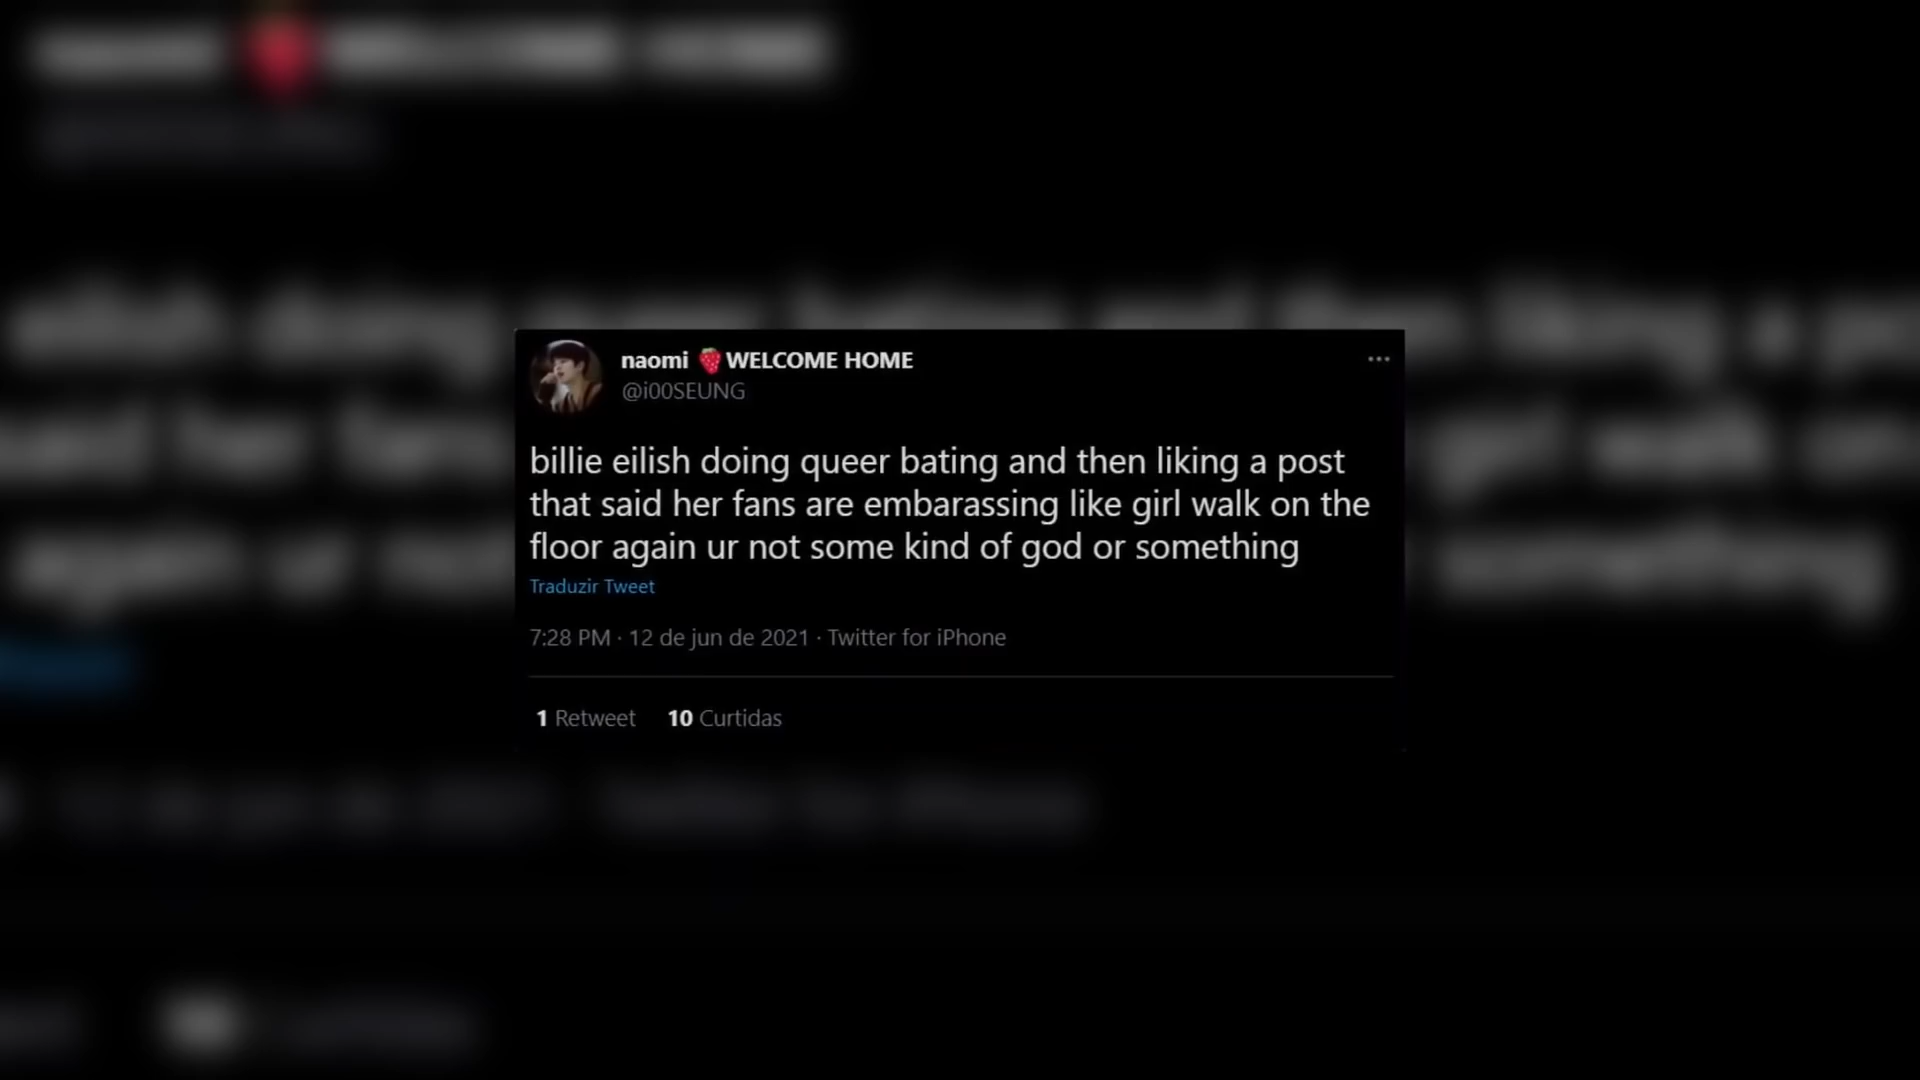 naomi 🍓WELCOME HOME
@i00SEUNG
billie eilish doing queer bating and then liking a post
that said her fans are embarassing like girl walk on the
floor again ur not some kind of god or something
Traduzir Tweet
7:28 PM · 12 de jun de 2021 · Twitter for iPhone
1 Retweet 10 Curtidas